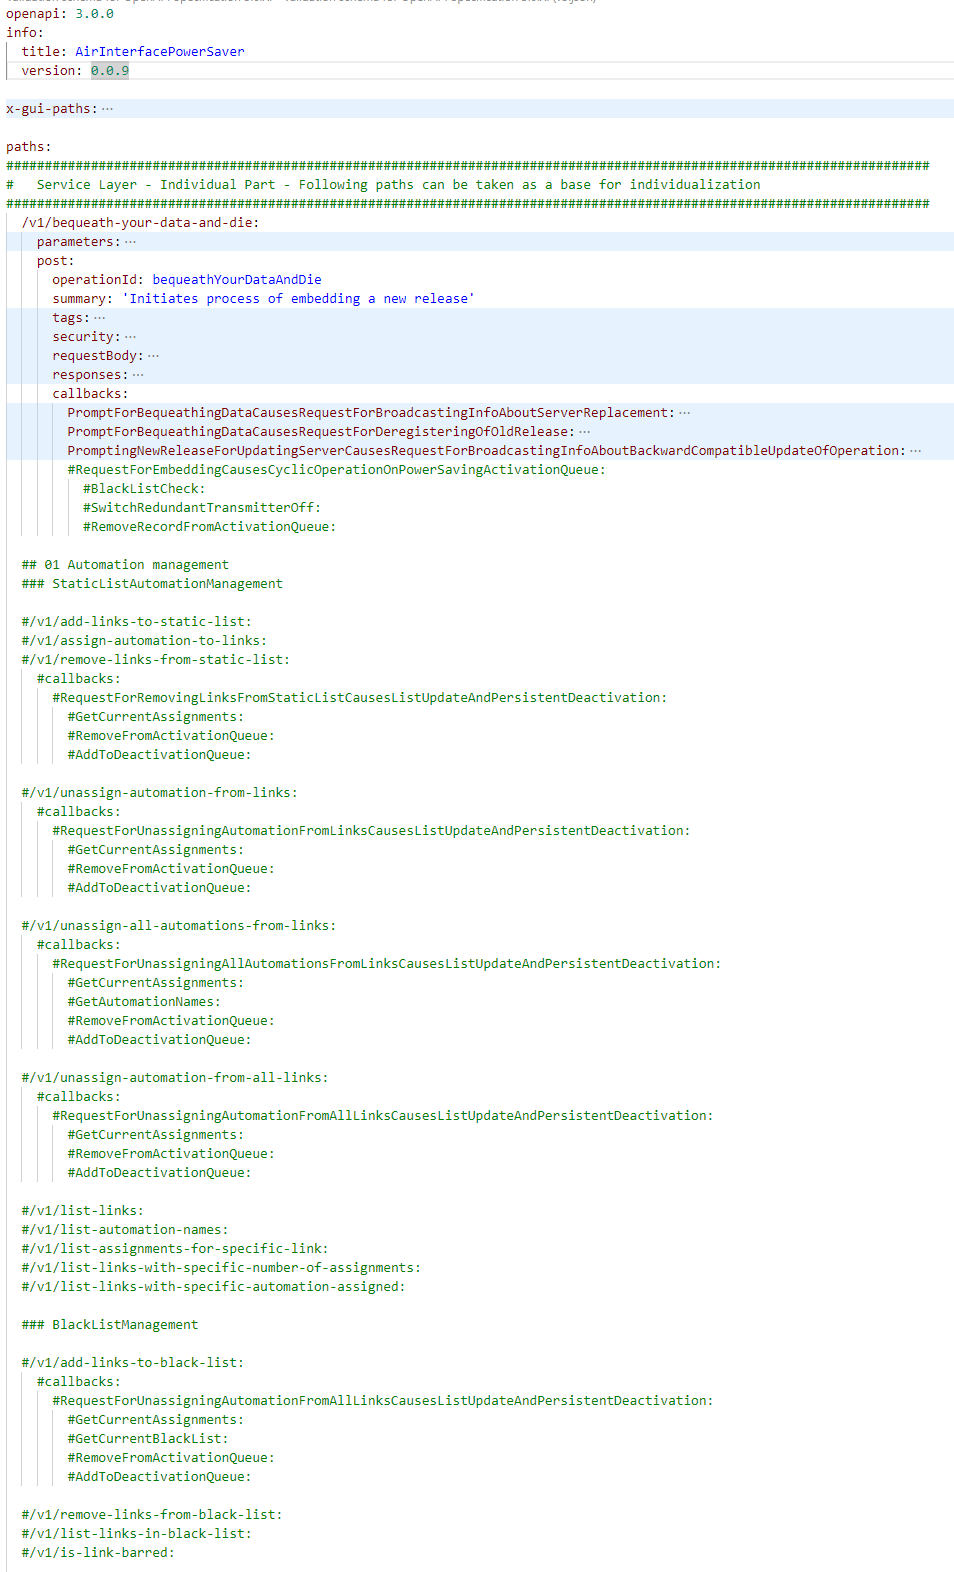 openapi: 3.0.0
info:
title: AirInterfacePowerSaver
version: 0.0.9
x-gui-paths: ···
paths:
########################################################################################################################
#   Service Layer - Individual Part - Following paths can be taken as a base for individualization
########################################################################################################################
/v1/bequeath-your-data-and-die:
parameters: ···
post:
operationId: bequeathYourDataAndDie
summary: 'Initiates process of embedding a new release'
tags: ···
security: ···
requestBody: ···
responses: ···
callbacks:
PromptForBequeathingDataCausesRequestForBroadcastingInfoAboutServerReplacement: ···
PromptForBequeathingDataCausesRequestForDeregisteringOfOldRelease: ···
PromptingNewReleaseForUpdatingServerCausesRequestForBroadcastingInfoAboutBackwardCompatibleUpdateOfOperation: ···
#RequestForEmbeddingCausesCyclicOperationOnPowerSavingActivationQueue:
#BlackListCheck:
#SwitchRedundantTransmitterOff:
#RemoveRecordFromActivationQueue:
## 01 Automation management
### StaticListAutomationManagement
#/v1/add-links-to-static-list:
#/v1/assign-automation-to-links:
#/v1/remove-links-from-static-list:
#callbacks:
#RequestForRemovingLinksFromStaticListCausesListUpdateAndPersistentDeactivation:
#GetCurrentAssignments:
#RemoveFromActivationQueue:
#AddToDeactivationQueue:
#/v1/unassign-automation-from-links:
#callbacks:
#RequestForUnassigningAutomationFromLinksCausesListUpdateAndPersistentDeactivation:
#GetCurrentAssignments:
#RemoveFromActivationQueue:
#AddToDeactivationQueue:
#/v1/unassign-all-automations-from-links:
#callbacks:
#RequestForUnassigningAllAutomationsFromLinksCausesListUpdateAndPersistentDeactivation:
#GetCurrentAssignments:
#GetAutomationNames:
#RemoveFromActivationQueue:
#AddToDeactivationQueue:
#/v1/unassign-automation-from-all-links:
#callbacks:
#RequestForUnassigningAutomationFromAllLinksCausesListUpdateAndPersistentDeactivation:
#GetCurrentAssignments:
#RemoveFromActivationQueue:
#AddToDeactivationQueue:
#/v1/list-links:
#/v1/list-automation-names:
#/v1/list-assignments-for-specific-link:
#/v1/list-links-with-specific-number-of-assignments:
#/v1/list-links-with-specific-automation-assigned:
### BlackListManagement
#/v1/add-links-to-black-list:
#callbacks:
#RequestForUnassigningAutomationFromAllLinksCausesListUpdateAndPersistentDeactivation:
#GetCurrentAssignments:
#GetCurrentBlackList:
#RemoveFromActivationQueue:
#AddToDeactivationQueue:
#/v1/remove-links-from-black-list:
#/v1/list-links-in-black-list:
#/v1/is-link-barred: